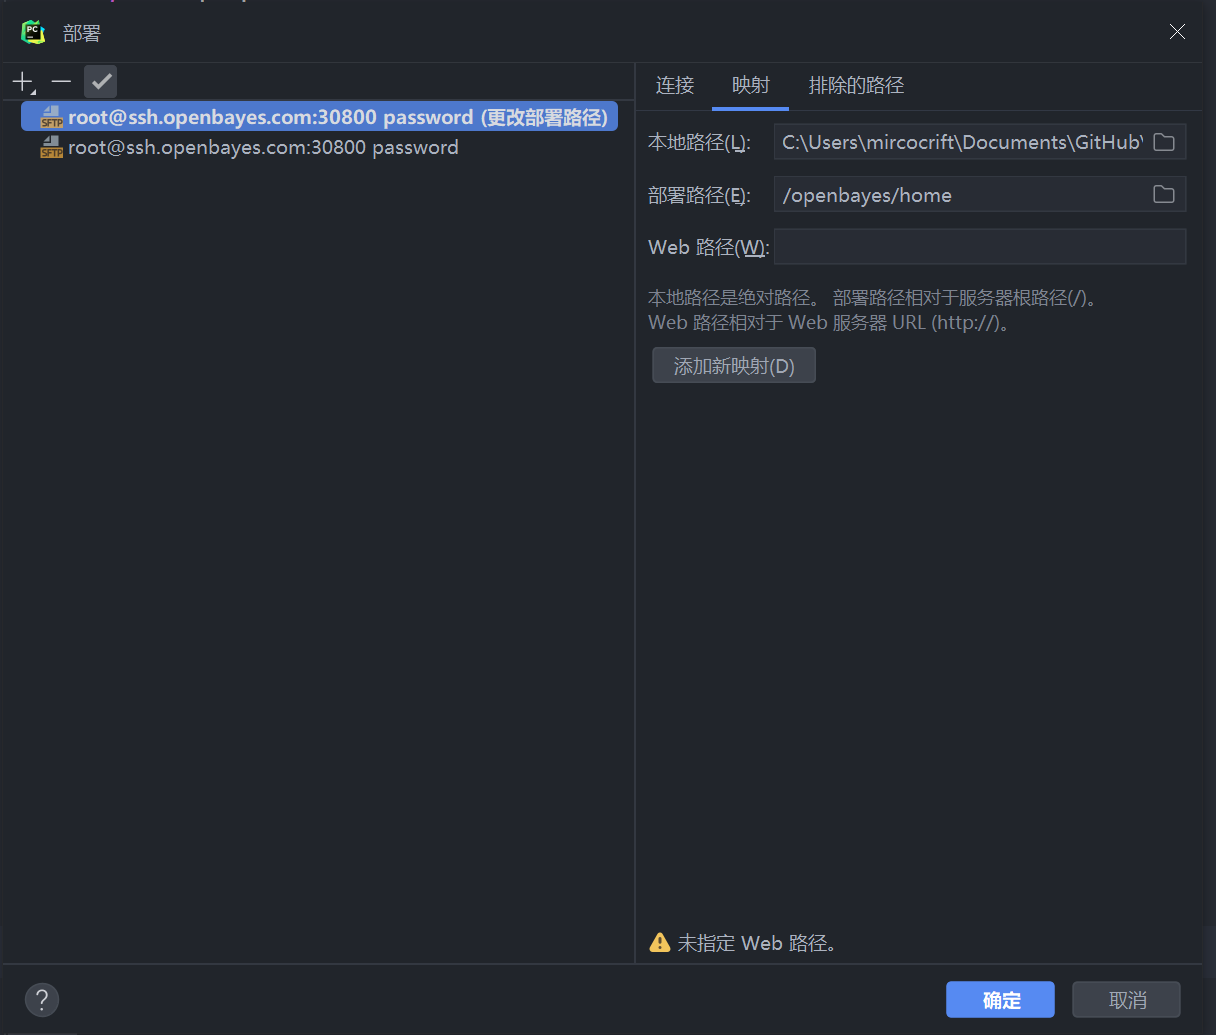 PC 部署
连接 映射 排除的路径
SFTP root@ssh.openbayes.com:30800 password (更改部署路径)
SFTP root@ssh.openbayes.com:30800 password
本地路径(L): C:\Users\mircocrift\Documents\GitHub\
部署路径(E): /openbayes/home
Web 路径(W):
本地路径是绝对路径。 部署路径相对于服务器根路径(/)。
Web 路径相对于 Web 服务器 URL (http://)。
添加新映射(D)
未指定 Web 路径。
? 确定 取消